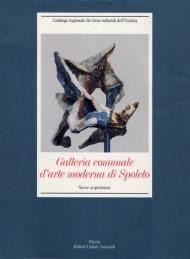 Catalogo regionale dei beni culturali dell'Umbria
Galleria comunale
d'arte moderna di Spoleto
Nuove acquisizioni
Electa
Editori Umbri Associati